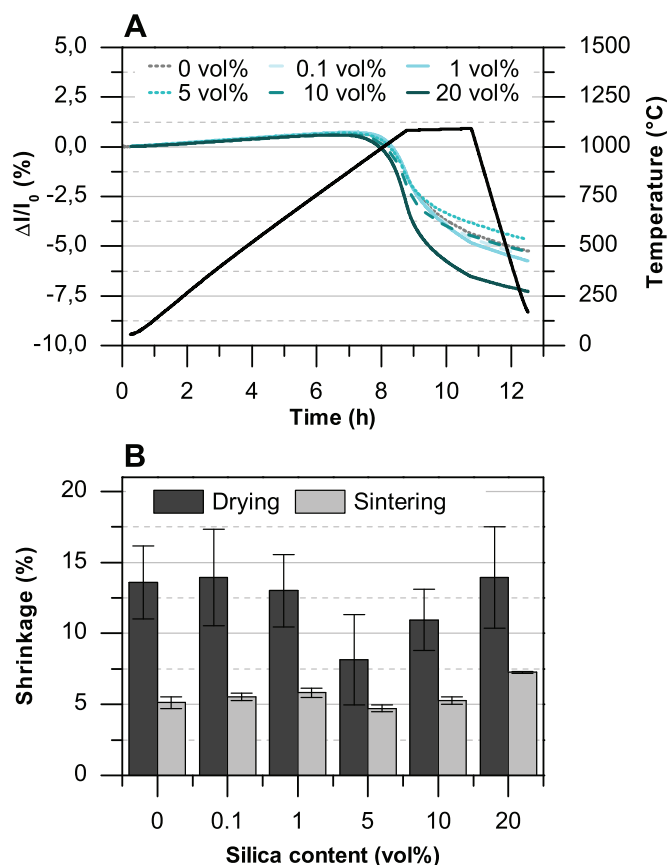 A
5,0
1500
0 vol% 0.1 vol% 1 vol%
5 vol% 10 vol% 20 vol%
2,5
1250
0,0
1000
-2,5
750
-5,0
500
-7,5
250
-10,0
0
ΔI/I0 (%)
Temperature (°C)
0 2 4 6 8 10 12
Time (h)
B
20
15
10
5
0
Drying Sintering
Shrinkage (%)
0 0.1 1 5 10 20
Silica content (vol%)